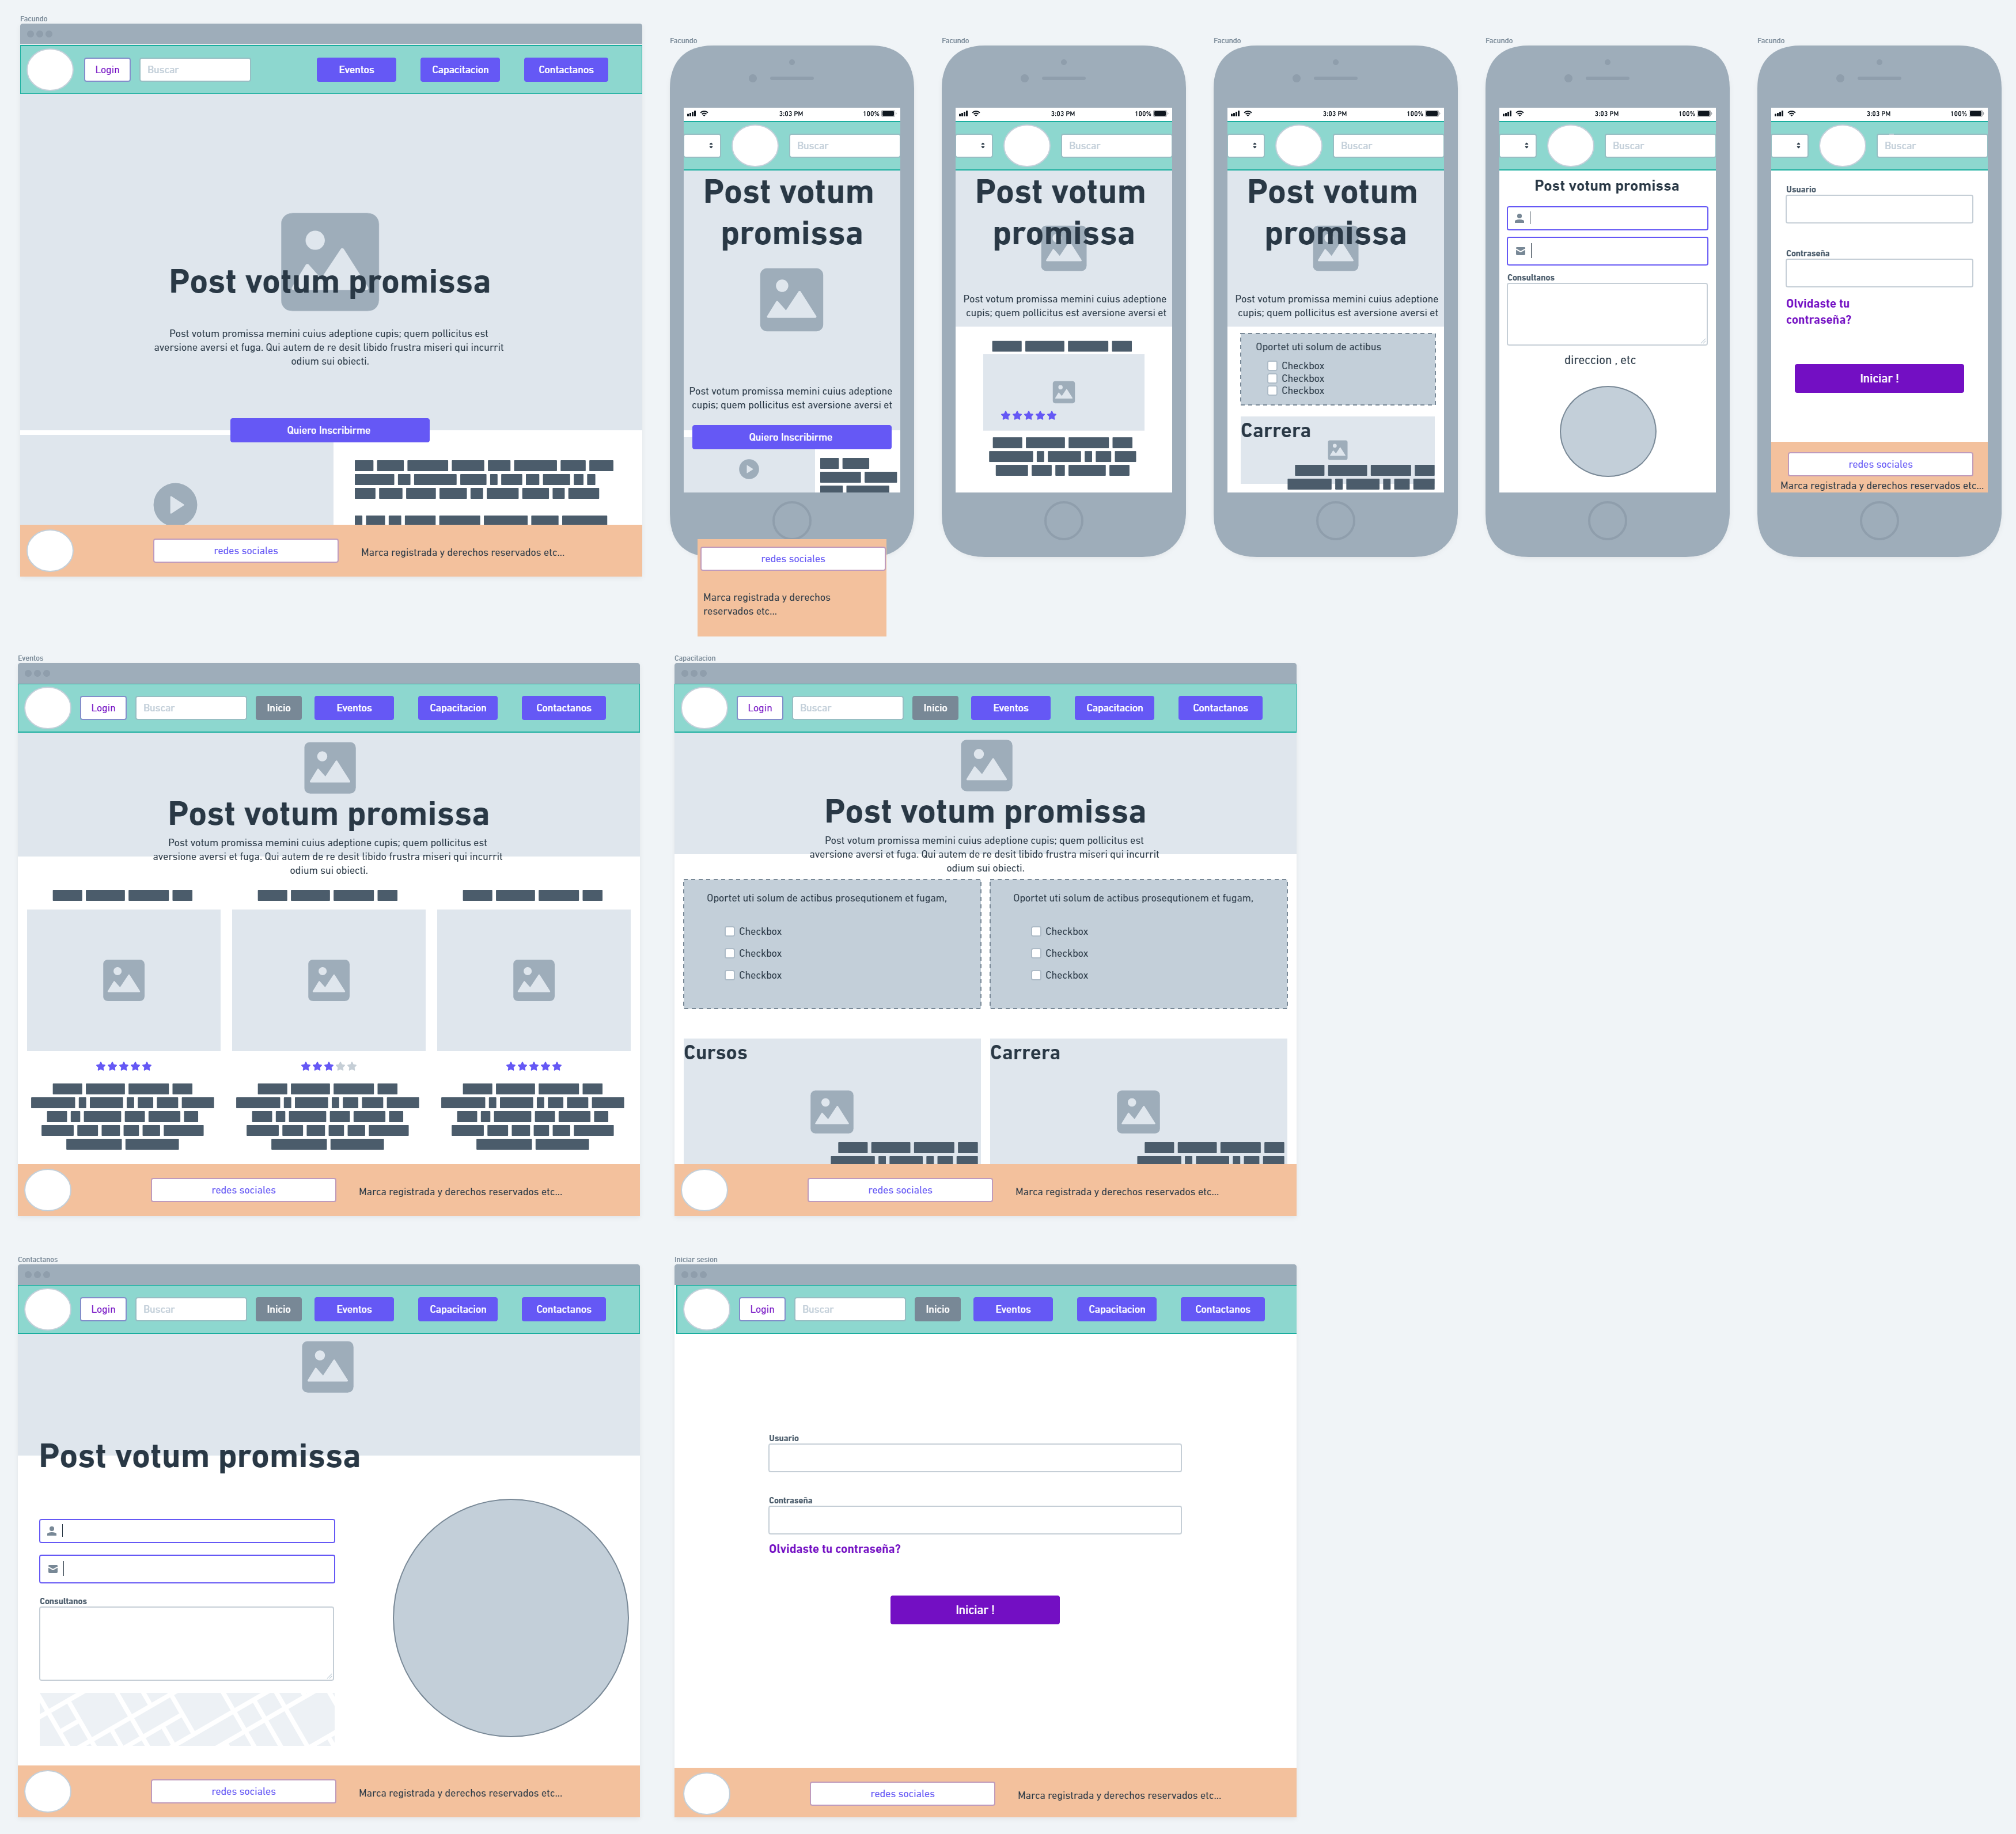 Facundo
Login
Buscar
Eventos
Capacitacion
Contactanos
Post votum promissa
Post votum promissa memini cuius adeptione cupis; quem pollicitus est
aversione aversi et fuga. Qui autem de re desit libido frustra miseri qui incurrit
odium sui obiecti.
Quiero Inscribirme
redes sociales
Marca registrada y derechos reservados etc...
Facundo
3:03 PM
100%
Buscar
Post votum
promissa
Post votum promissa memini cuius adeptione
cupis; quem pollicitus est aversione aversi et
Quiero Inscribirme
redes sociales
Marca registrada y derechos
reservados etc...
Facundo
3:03 PM
100%
Buscar
Post votum
promissa
Post votum promissa memini cuius adeptione
cupis; quem pollicitus est aversione aversi et
Facundo
3:03 PM
100%
Buscar
Post votum
promissa
Post votum promissa memini cuius adeptione
cupis; quem pollicitus est aversione aversi et
Oportet uti solum de actibus
Checkbox
Checkbox
Checkbox
Carrera
Facundo
3:03 PM
100%
Buscar
Post votum promissa
Consultanos
direccion , etc
Facundo
3:03 PM
100%
Buscar
Usuario
Contraseña
Olvidaste tu
contraseña?
Iniciar !
redes sociales
Marca registrada y derechos reservados etc...
Eventos
Login
Buscar
Inicio
Eventos
Capacitacion
Contactanos
Post votum promissa
Post votum promissa memini cuius adeptione cupis; quem pollicitus est
aversione aversi et fuga. Qui autem de re desit libido frustra miseri qui incurrit
odium sui obiecti.
redes sociales
Marca registrada y derechos reservados etc...
Capacitacion
Login
Buscar
Inicio
Eventos
Capacitacion
Contactanos
Post votum promissa
Post votum promissa memini cuius adeptione cupis; quem pollicitus est
aversione aversi et fuga. Qui autem de re desit libido frustra miseri qui incurrit
odium sui obiecti.
Oportet uti solum de actibus prosequtionem et fugam,
Checkbox
Checkbox
Checkbox
Oportet uti solum de actibus prosequtionem et fugam,
Checkbox
Checkbox
Checkbox
Cursos
Carrera
redes sociales
Marca registrada y derechos reservados etc...
Contactanos
Login
Buscar
Inicio
Eventos
Capacitacion
Contactanos
Post votum promissa
Consultanos
redes sociales
Marca registrada y derechos reservados etc...
Iniciar sesion
Login
Buscar
Inicio
Eventos
Capacitacion
Contactanos
Usuario
Contraseña
Olvidaste tu contraseña?
Iniciar !
redes sociales
Marca registrada y derechos reservados etc...